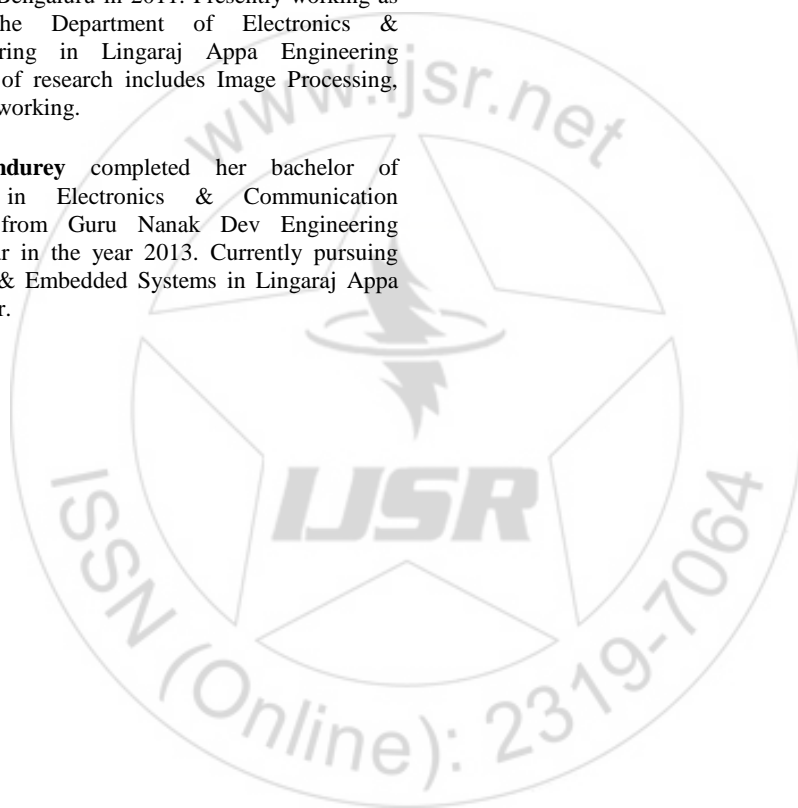 Bengaluru in 2011. Presently working as
he Department of Electronics &
ring in Lingaraj Appa Engineering
of research includes Image Processing,
working.
ndurey completed her bachelor of
in Electronics & Communication
from Guru Nanak Dev Engineering
r in the year 2013. Currently pursuing
& Embedded Systems in Lingaraj Appa
r.
www.ijsr.net
IJSR
ISSN (Online): 2319-7064